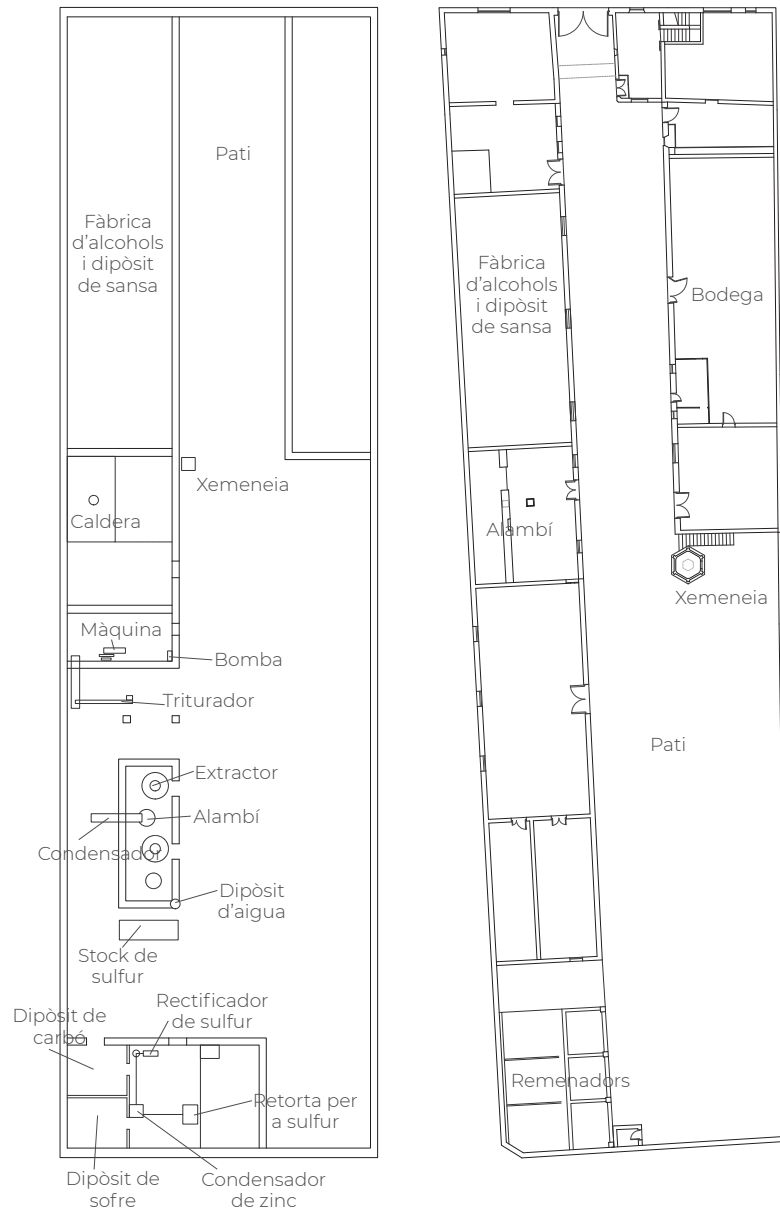 Pati
Fàbrica
d'alcohols
i dipòsit
de sansa
Xemeneia
Caldera
Màquina
Bomba
Triturador
Extractor
Alambí
Condensador
Dipòsit
d'aigua
Stock de
sulfur
Rectificador
de sulfur
Dipòsit de
carbó
Retorta per
a sulfur
Dipòsit de
sofre
Condensador
de zinc
Fàbrica
d'alcohols
i dipòsit
de sansa
Bodega
Alambí
Xemeneia
Pati
Remenadors